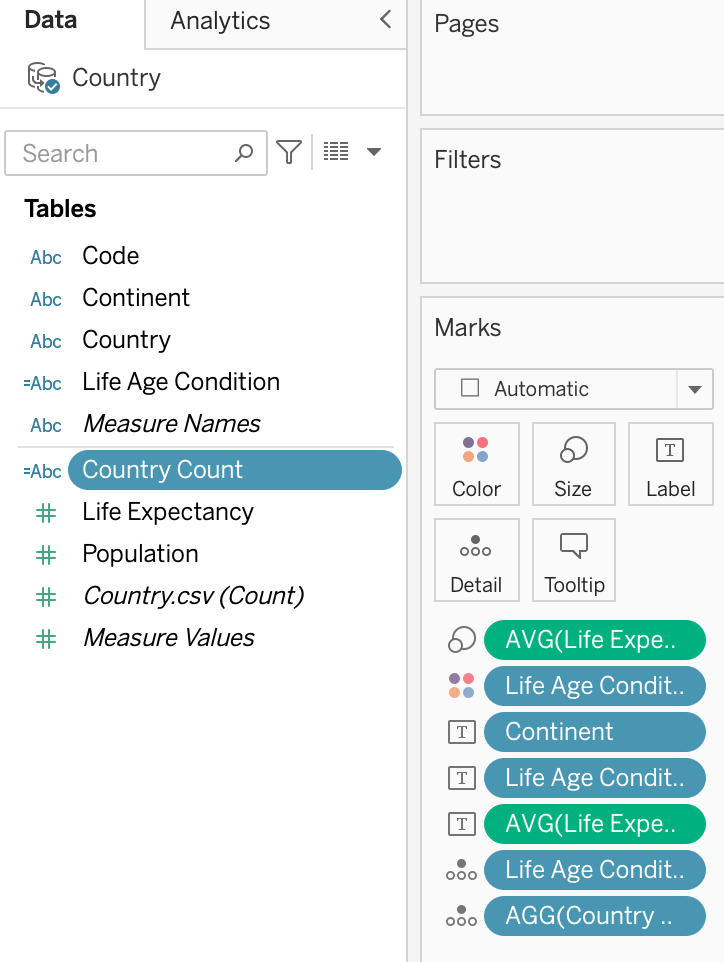 Data
Analytics
Country
Search
Tables
Abc Code
Abc Continent
Abc Country
=Abc Life Age Condition
Abc Measure Names
=Abc Country Count
Life Expectancy
Population
Country.csv (Count)
Measure Values
Pages
Filters
Marks
Automatic
Color
Size
T
Label
Detail
Tooltip
AVG(Life Expe..
Life Age Condit..
T Continent
T Life Age Condit..
T AVG(Life Expe..
Life Age Condit..
AGG(Country ..